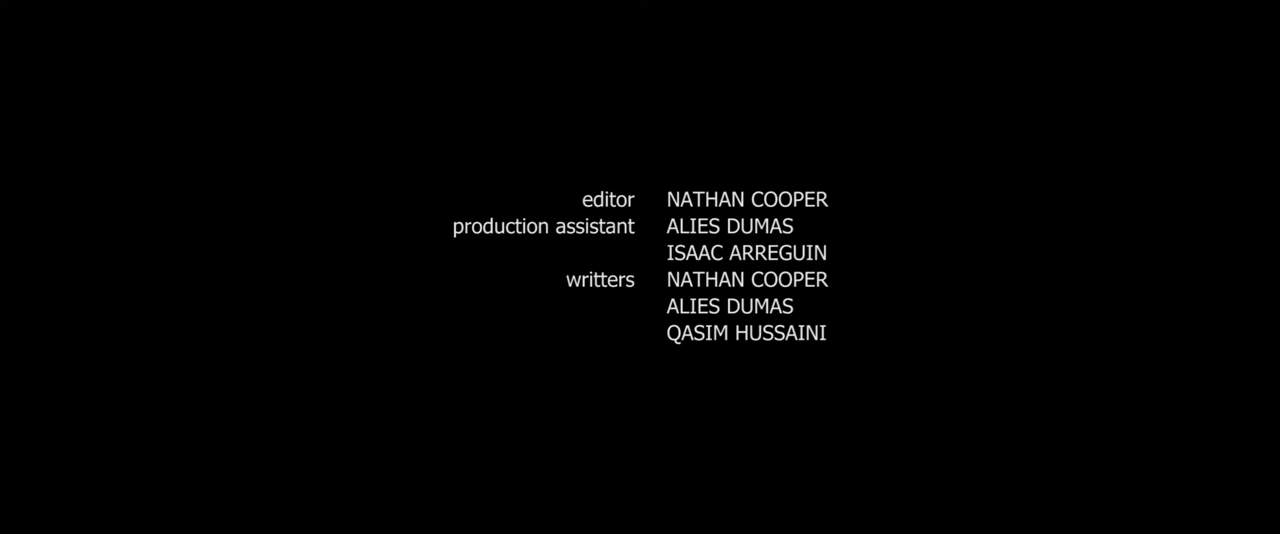 editor NATHAN COOPER
production assistant ALIES DUMAS
ISAAC ARREGUIN
writters NATHAN COOPER
ALIES DUMAS
QASIM HUSSAINI